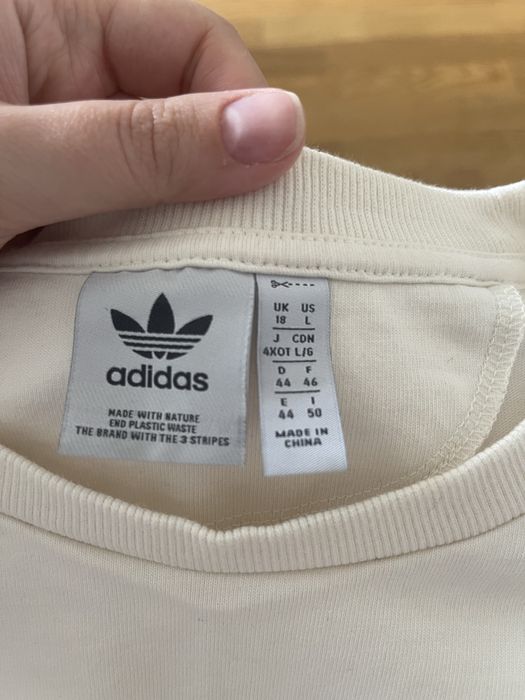 adidas
MADE WITH NATURE
END PLASTIC WASTE
THE BRAND WITH THE 3 STRIPES
UK US
18 L
J CDN
4XOT L/G
D F
44 46
E I
44 50
MADE IN
CHINA